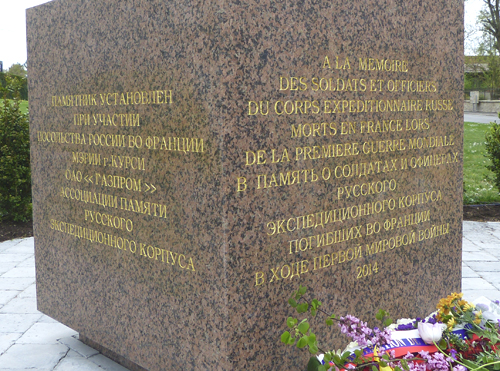 ПАМЯТНИК УСТАНОВЛЕН
ПРИ УЧАСТИИ
ПОСОЛЬСТВА РОССИИ ВО ФРАНЦИИ
МЭРИИ г. КУРСИ
ОАО «РАЗПРОМ»
АССОЦИАЦИИ ПАМЯТИ
РУССКОГО
ЭКСПЕДИЦИОННОГО КОРПУСА
A LA MEMOIRE
DES SOLDATS ET OFFICIERS
DU CORPS EXPEDITIONNAIRE RUSSE
MORTS EN FRANCE LORS
DE LA PREMIERE GUERRE MONDIALE
В ПАМЯТЬ О СОЛДАТАХ И ОФИЦЕРАХ
РУССКОГО
ЭКСПЕДИЦИОННОГО КОРПУСА
ПОГИБШИХ ВО ФРАНЦИИ
В ХОДЕ ПЕРВОЙ МИРОВОЙ ВОЙНЫ
2014